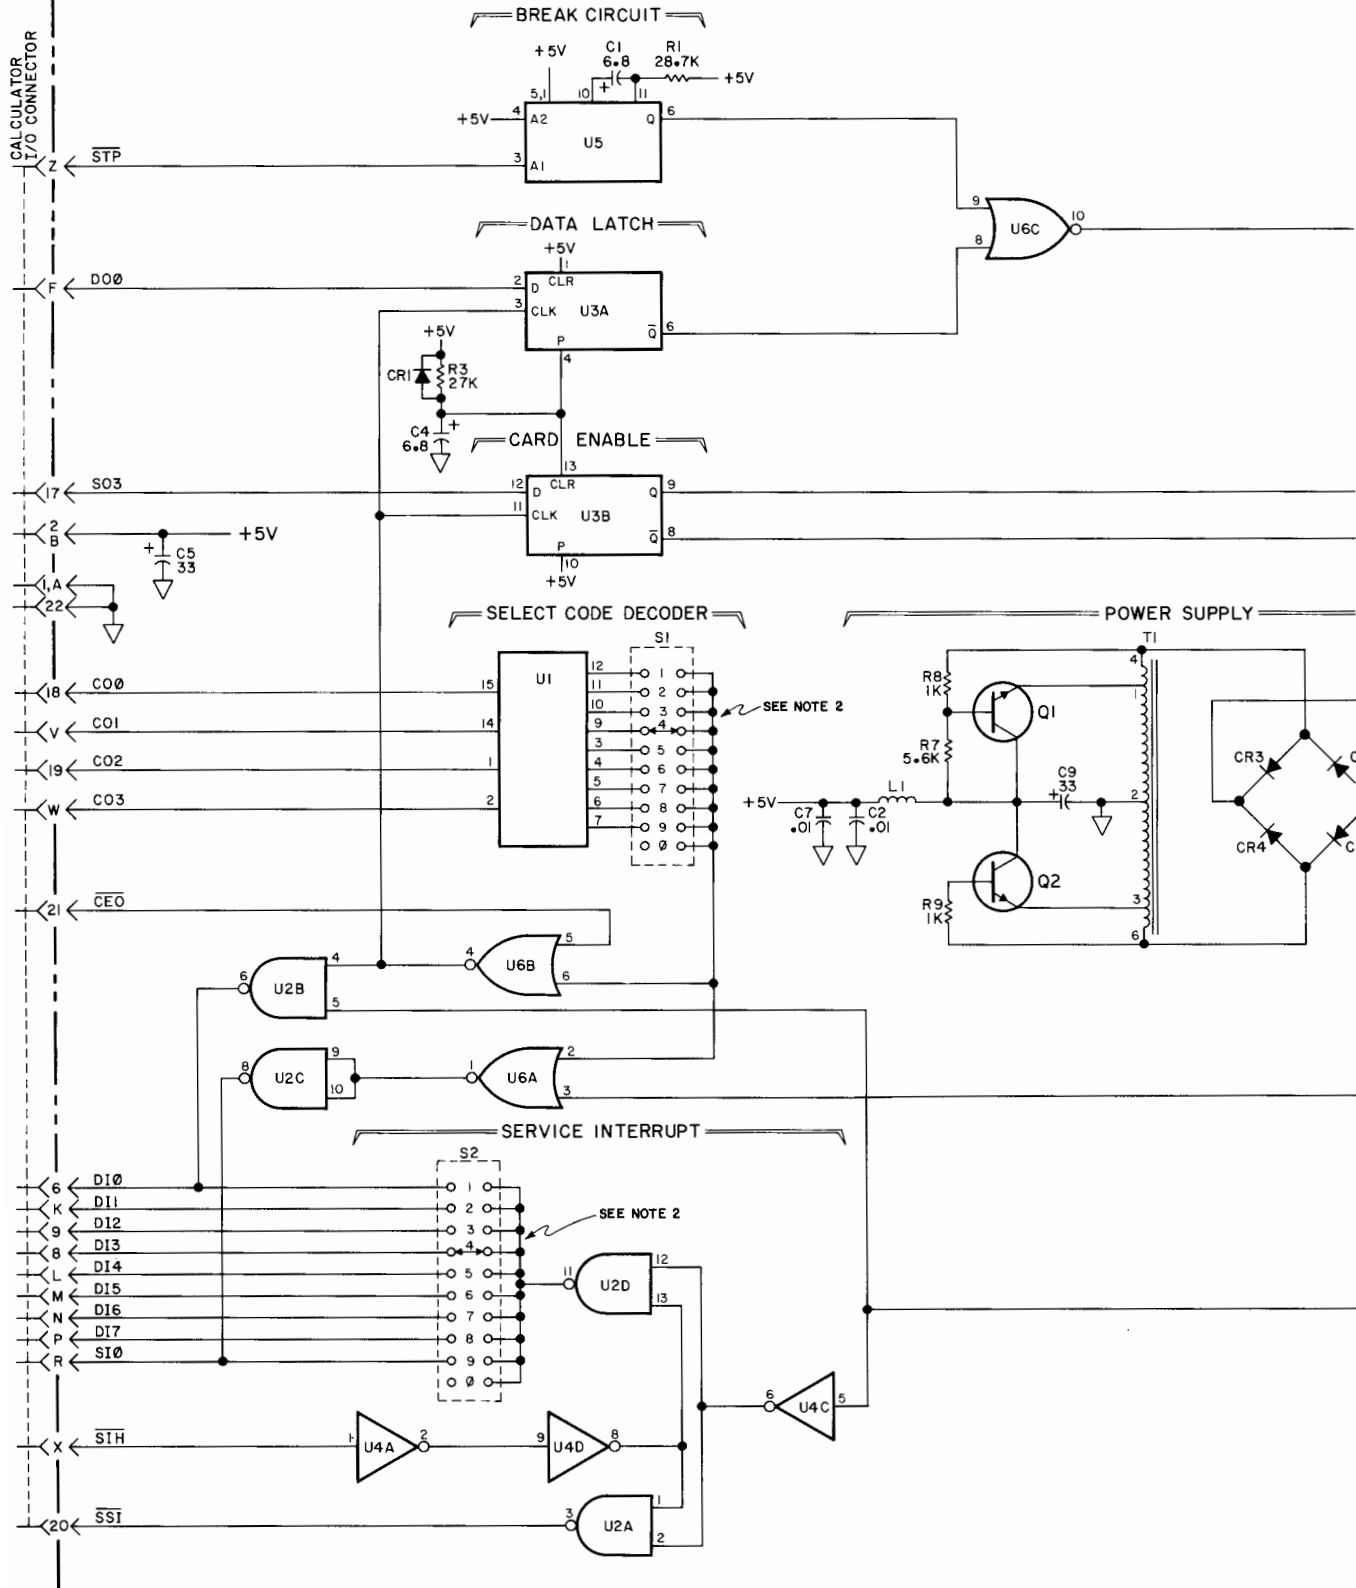 BREAK CIRCUIT
CALCULATOR
I/O CONNECTOR
+5V
C1
6.8
+
R1
28.7K
+5V
5,1
10
11
+5V
4
A2
U5
Q
6
3
A1
Z
STP
9
8
U6C
10
DATA LATCH
+5V
1
F
DOØ
2
D
CLR
3
CLK
U3A
Q
6
P
4
+5V
CR1
R3
27K
C4
6.8
+
CARD ENABLE
13
17
SO3
12
D
CLR
Q
9
11
CLK
U3B
Q
8
P
10
+5V
2
B
+5V
+
C5
33
1,A
22
SELECT CODE DECODER
POWER SUPPLY
S1
T1
U1
12
1
11
2
10
3
9
4
3
5
4
6
5
7
6
8
7
9
Ø
SEE NOTE 2
18
COØ
15
V
CO1
14
19
CO2
1
W
CO3
2
R8
1K
Q1
R7
5.6K
4
1
+5V
L1
C9
33
+
2
C7
.01
C2
.01
CR3
C
CR4
C
Q2
R9
1K
3
6
21
CEO
5
4
U6B
6
6
U2B
4
5
8
U2C
9
10
1
U6A
2
3
SERVICE INTERRUPT
S2
6
DIØ
1
K
DI1
2
9
DI2
3
8
DI3
4
L
DI4
5
M
DI5
6
N
DI6
7
P
DI7
8
R
SIØ
9
Ø
SEE NOTE 2
11
U2D
12
13
6
U4C
5
X
SIH
1
U4A
2
9
U4D
8
20
SSI
3
U2A
1
2